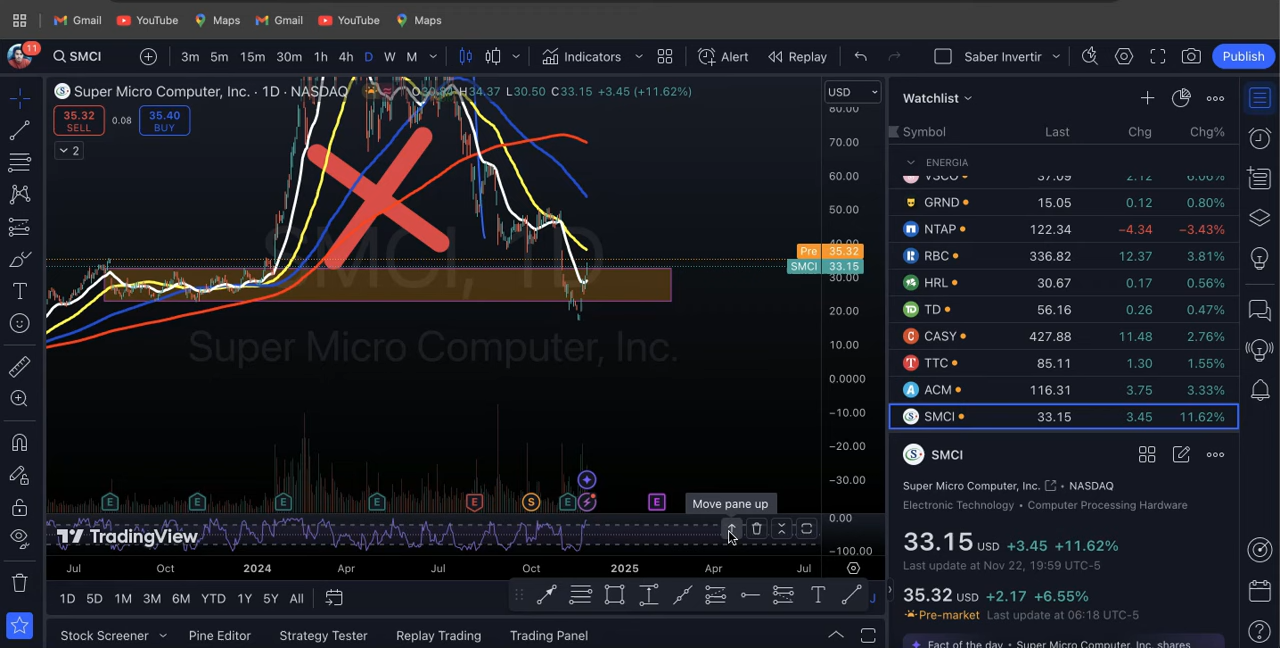 Gmail YouTube Maps Gmail YouTube Maps
11 SMCI 3m 5m 15m 30m 1h 4h D W M Indicators Alert Replay Saber Invertir Publish
Super Micro Computer, Inc. · 1D · NASDAQ H34.37 L30.50 C33.15 +3.45 (+11.62%)
USD
35.32 SELL 0.08 35.40 BUY
2
80.00
70.00
60.00
50.00
40.00
Pre 35.32
SMCI 33.15
30.00
20.00
10.00
0.0000
−10.00
−20.00
−30.00
SMCI, 1D
Super Micro Computer, Inc.
E E E E E S E E
Move pane up
0.00
−100.00
TradingView
Jul Oct 2024 Apr Jul Oct 2025 Apr Jul
1D 5D 1M 3M 6M YTD 1Y 5Y All
Stock Screener Pine Editor Strategy Tester Replay Trading Trading Panel
Watchlist
Symbol Last Chg Chg%
ENERGIA
VSCO 37.09 2.12 6.06%
GRND 15.05 0.12 0.80%
NTAP 122.34 −4.34 −3.43%
RBC 336.82 12.37 3.81%
HRL 30.67 0.17 0.56%
TD 56.16 0.26 0.47%
CASY 427.88 11.48 2.76%
TTC 85.11 1.30 1.55%
ACM 116.31 3.75 3.33%
SMCI 33.15 3.45 11.62%
SMCI
Super Micro Computer, Inc. • NASDAQ
Electronic Technology • Computer Processing Hardware
33.15 USD +3.45 +11.62%
Last update at Nov 22, 19:59 UTC-5
35.32 USD +2.17 +6.55%
Pre-market Last update at 06:18 UTC-5
Fact of the day • Super Micro Computer, Inc. shares